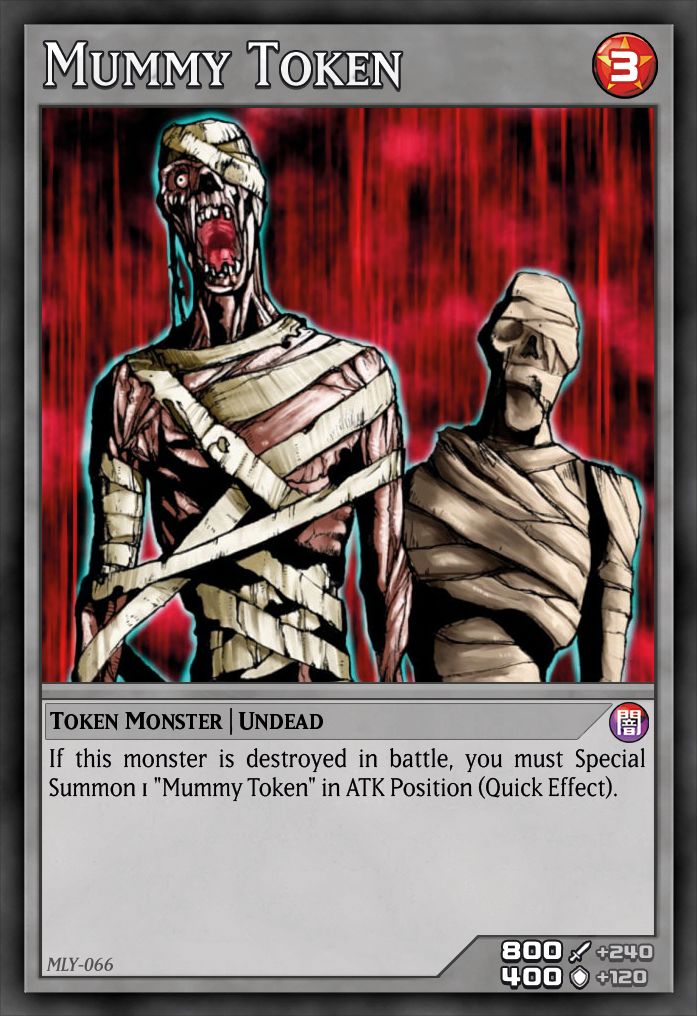 Mummy Token
3
Token Monster | Undead
闇
If this monster is destroyed in battle, you must Special
Summon 1 "Mummy Token" in ATK Position (Quick Effect).
800 +240
MLY-066
400 +120